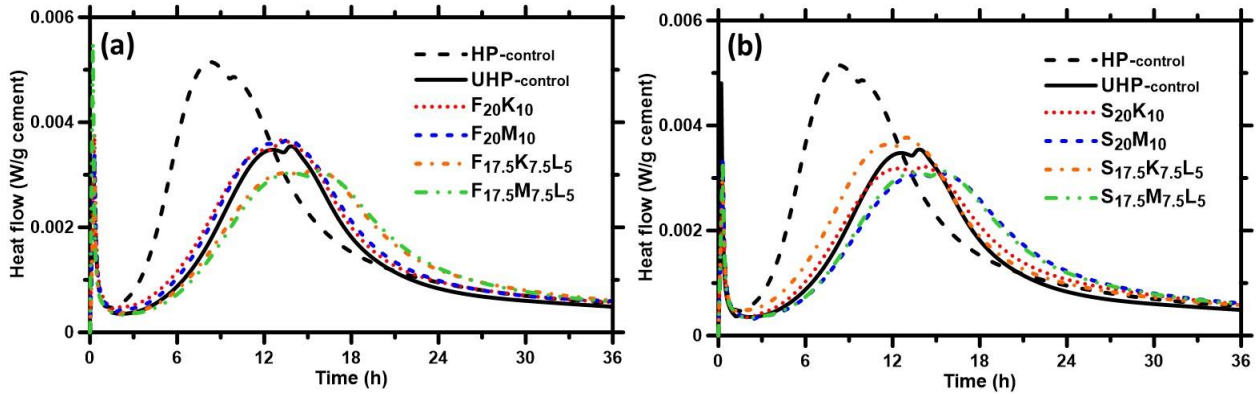 (a)
HP-control
UHP-control
F20K10
F20M10
F17.5K7.5L5
F17.5M7.5L5
Heat flow (W/g cement)
0.006
0.004
0.002
0
0 6 12 18 24 30 36
Time (h)
(b)
HP-control
UHP-control
S20K10
S20M10
S17.5K7.5L5
S17.5M7.5L5
Heat flow (W/g cement)
0.006
0.004
0.002
0
0 6 12 18 24 30 36
Time (h)